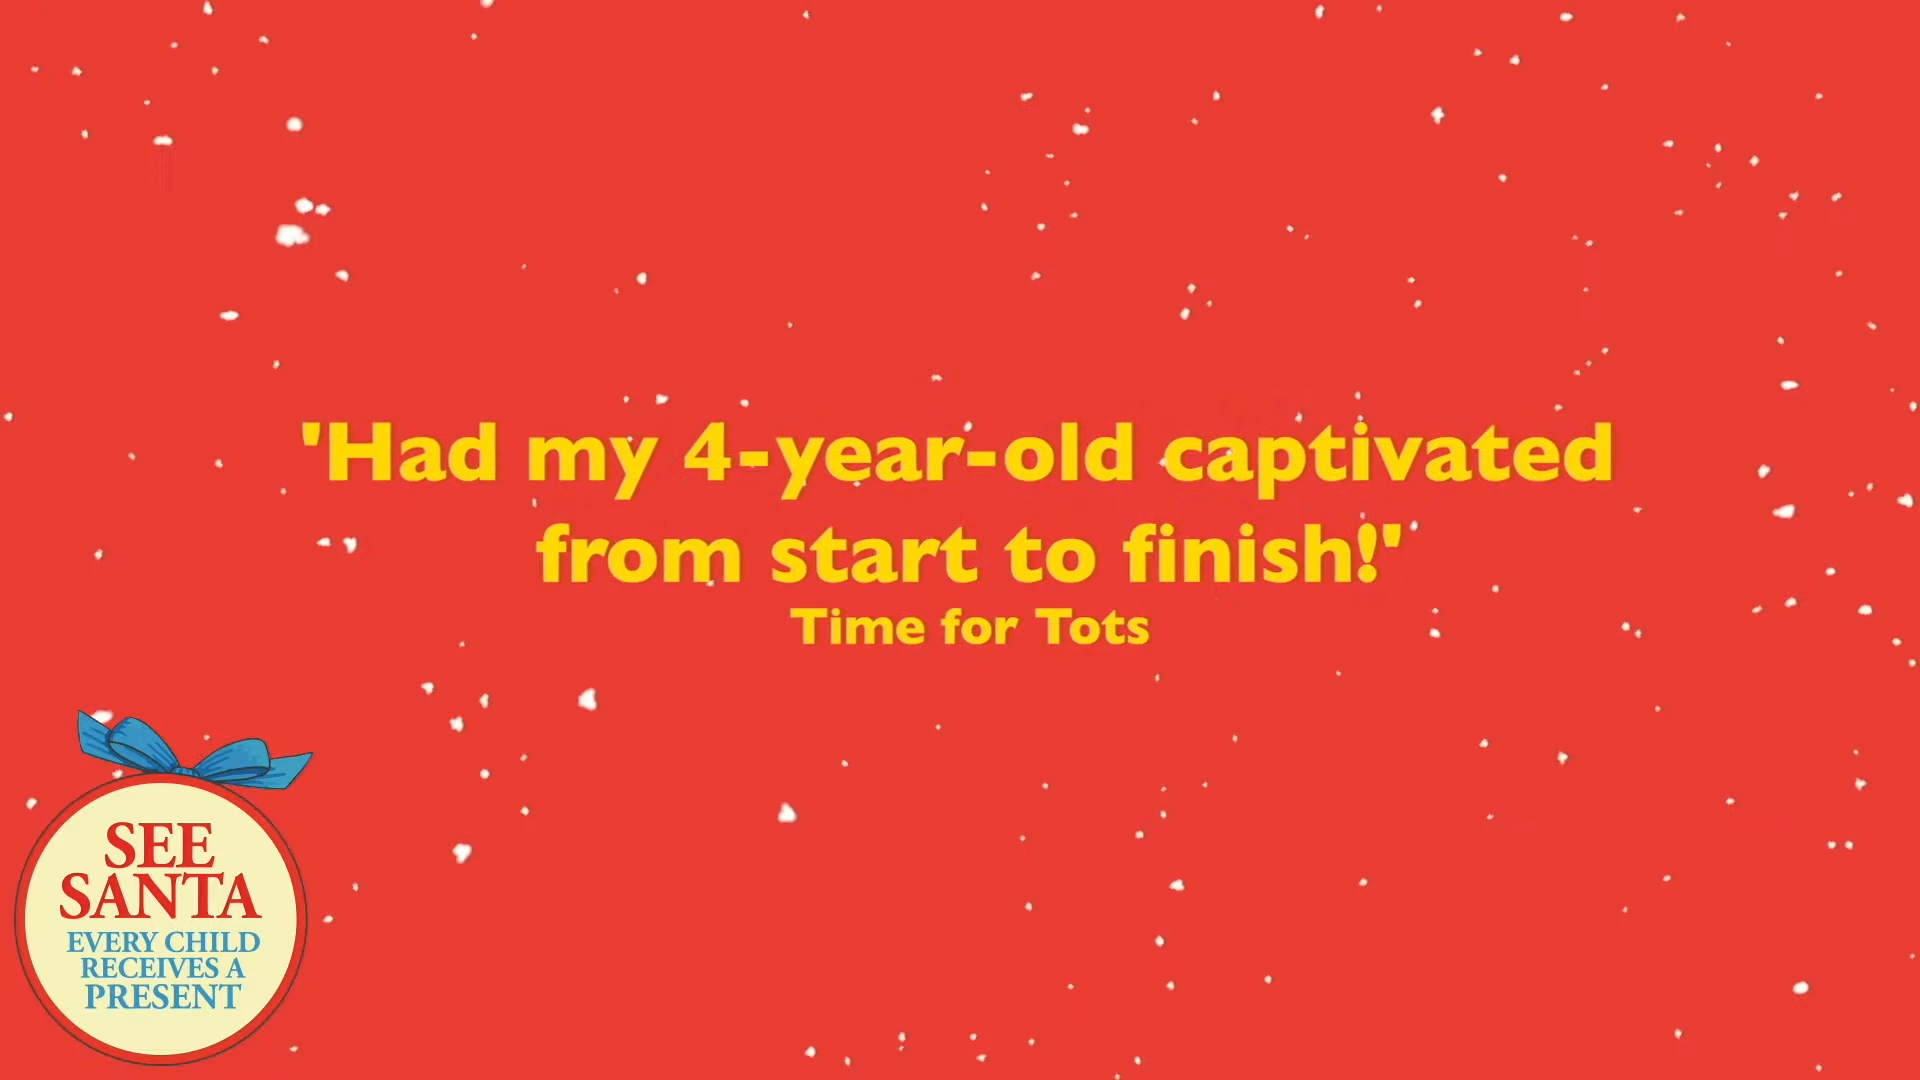 'Had my 4-year-old captivated
from start to finish!'
Time for Tots
SEE
SANTA
EVERY CHILD
RECEIVES A
PRESENT